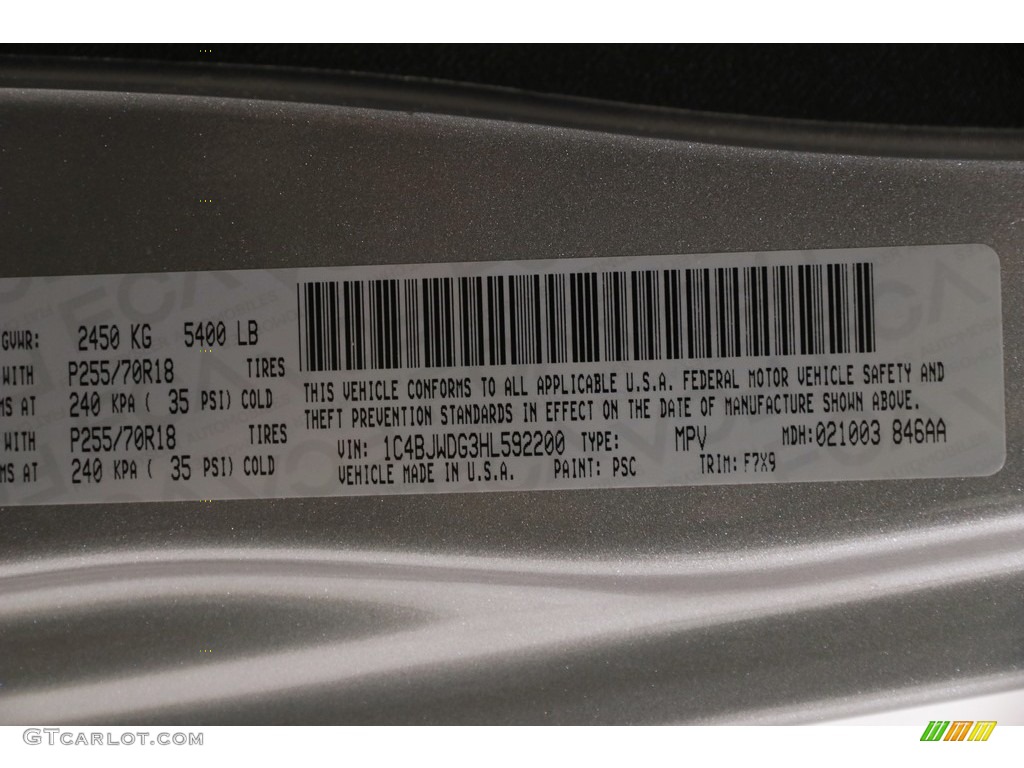 GVWR: 2450 KG 5400 LB
WITH P255/70R18 TIRES
MS AT 240 KPA ( 35 PSI) COLD
WITH P255/70R18 TIRES
MS AT 240 KPA ( 35 PSI) COLD
THIS VEHICLE CONFORMS TO ALL APPLICABLE U.S.A. FEDERAL MOTOR VEHICLE SAFETY AND
THEFT PREVENTION STANDARDS IN EFFECT ON THE DATE OF MANUFACTURE SHOWN ABOVE.
VIN: 1C4BJWDG3HL592200 TYPE: MPV MDH:021003 846AA
VEHICLE MADE IN U.S.A. PAINT: PSC TRIM: F7X9
GTCARLOT.COM